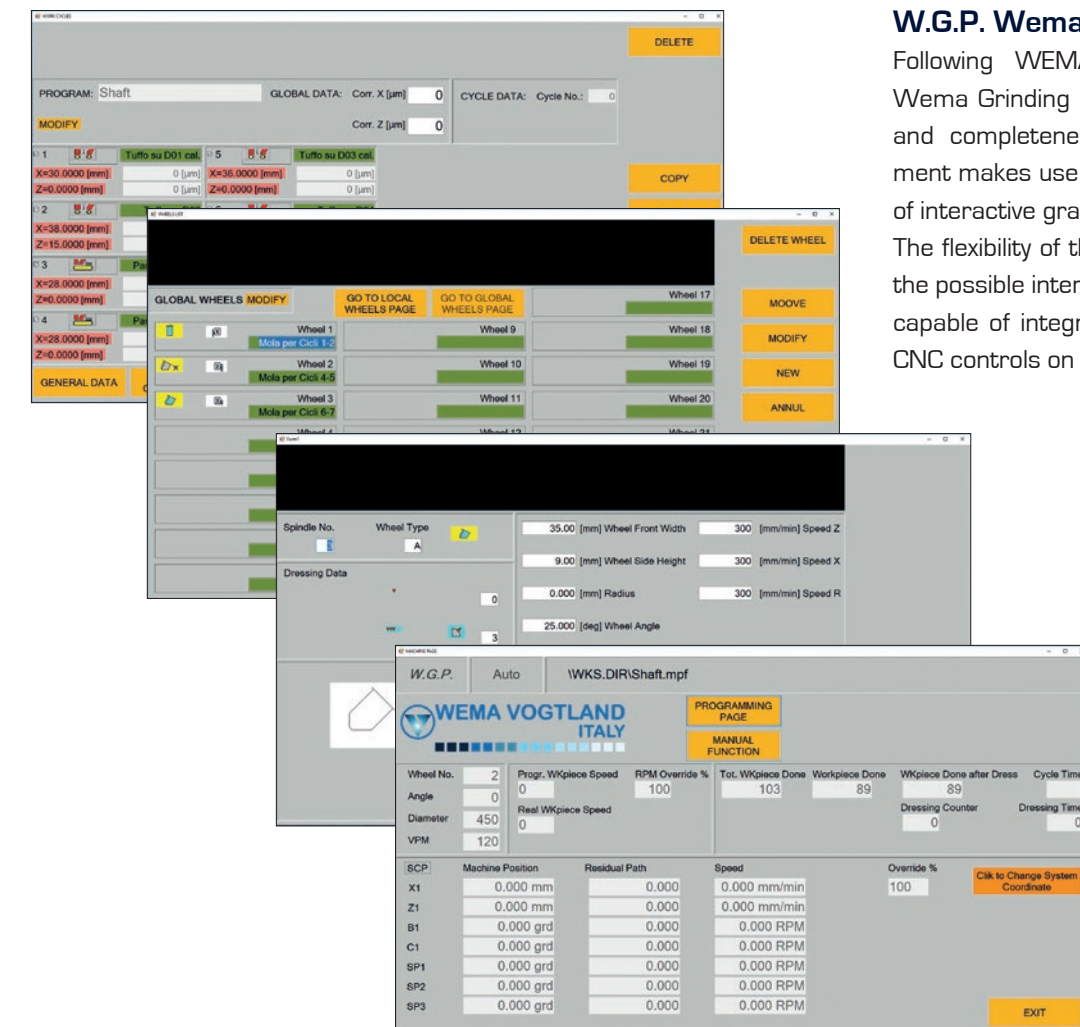 WORK CYCLES
DELETE
PROGRAM: Shaft
GLOBAL DATA: Corr. X [µm] 0
CYCLE DATA: Cycle No.: 0
MODIFY
Corr. Z [µm] 0
1 Tuffo su D01 cal.
X=30.0000 [mm] 0 [µm]
Z=0.0000 [mm] 0 [µm]
5 Tuffo su D03 cal.
X=36.0000 [mm] 0 [µm]
Z=0.0000 [mm] 0 [µm]
COPY
2
X=38.0000 [mm]
Z=15.0000 [mm]
3 Pa
X=28.0000 [mm]
Z=0.0000 [mm]
4 Pa
X=28.0000 [mm]
Z=0.0000 [mm]
GENERAL DATA
WHEELS LIST
DELETE WHEEL
GLOBAL WHEELS MODIFY
GO TO LOCAL
WHEELS PAGE
GO TO GLOBAL
WHEELS PAGE
Wheel 17
MOOVE
Wheel 1
Mola per Cicli 1-2
Wheel 9
Wheel 18
MODIFY
Wheel 2
Mola per Cicli 4-5
Wheel 10
Wheel 19
NEW
Wheel 3
Mola per Cicli 6-7
Wheel 11
Wheel 20
ANNUL
Wheel 4
Wheel 12
Wheel 21
Form1
Spindle No.
3
Wheel Type
A
35.00 [mm] Wheel Front Width
300 [mm/min] Speed Z
9.00 [mm] Wheel Side Height
300 [mm/min] Speed X
Dressing Data
0
0.000 [mm] Radius
300 [mm/min] Speed R
3
25.000 [deg] Wheel Angle
MACHINE PAGE
W.G.P.
Auto
\WKS.DIR\Shaft.mpf
WEMA VOGTLAND
ITALY
PROGRAMMING
PAGE
MANUAL
FUNCTION
Wheel No. 2
Angle 0
Diameter 450
VPM 120
Progr. WKpiece Speed
0
RPM Override %
100
Real WKpiece Speed
0
Tot. WKpiece Done
103
Workpiece Done
89
WKpiece Done after Dress
89
Cycle Time
Dressing Counter
0
Dressing Time
0
SCP Machine Position Residual Path Speed Override %
X1 0.000 mm 0.000 0.000 mm/min 100
Clik to Change System
Coordinate
Z1 0.000 mm 0.000 0.000 mm/min
B1 0.000 grd 0.000 0.000 RPM
C1 0.000 grd 0.000 0.000 RPM
SP1 0.000 grd 0.000 0.000 RPM
SP2 0.000 grd 0.000 0.000 RPM
SP3 0.000 grd 0.000 0.000 RPM
EXIT
W.G.P. Wema
Following WEMA
Wema Grinding
and completene
ment makes use
of interactive gra
The flexibility of t
the possible inter
capable of integr
CNC controls on